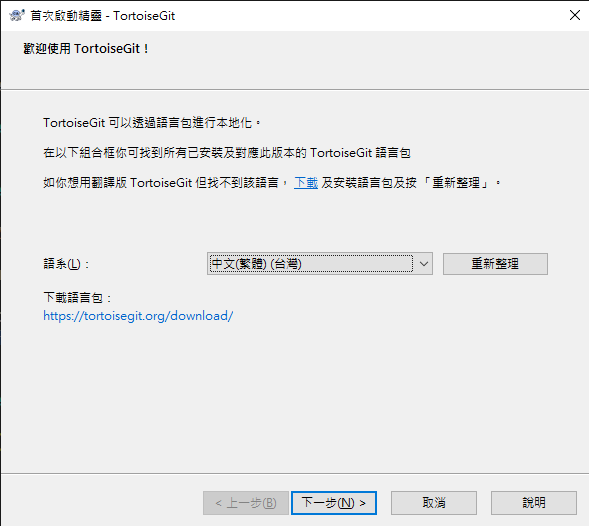 首次啟動精靈 - TortoiseGit
歡迎使用 TortoiseGit！
TortoiseGit 可以透過語言包進行本地化。
在以下組合框你可找到所有已安裝及對應此版本的 TortoiseGit 語言包
如你想用翻譯版 TortoiseGit 但找不到該語言， 下載 及安裝語言包及按「重新整理」。
語系(L)：
中文(繁體) (台灣)
重新整理
下載語言包：
https://tortoisegit.org/download/
< 上一步(B)
下一步(N) >
取消
說明